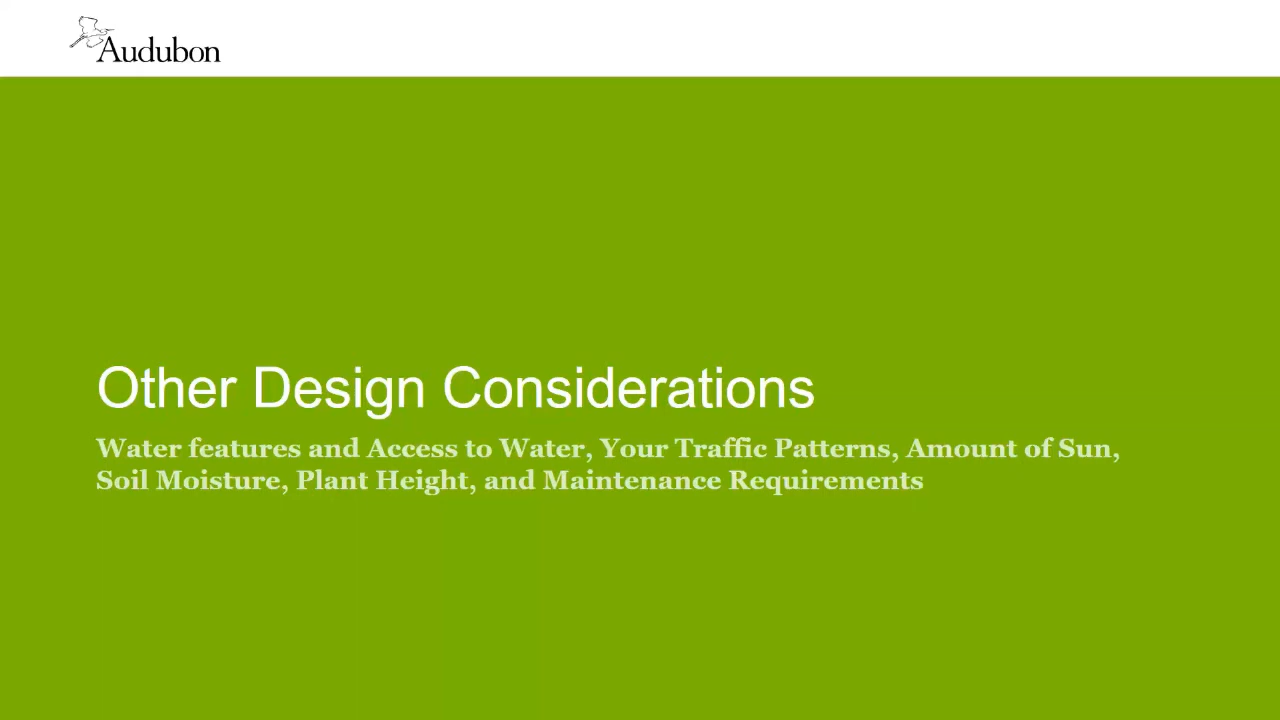 Audubon
Other Design Considerations
Water features and Access to Water, Your Traffic Patterns, Amount of Sun,
Soil Moisture, Plant Height, and Maintenance Requirements